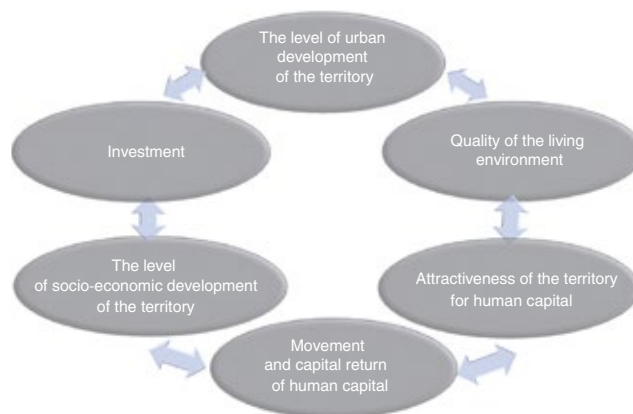 The level of urban
development
of the territory
Investment
Quality of the living
environment
The level
of socio-economic development
of the territory
Attractiveness of the territory
for human capital
Movement
and capital return
of human capital